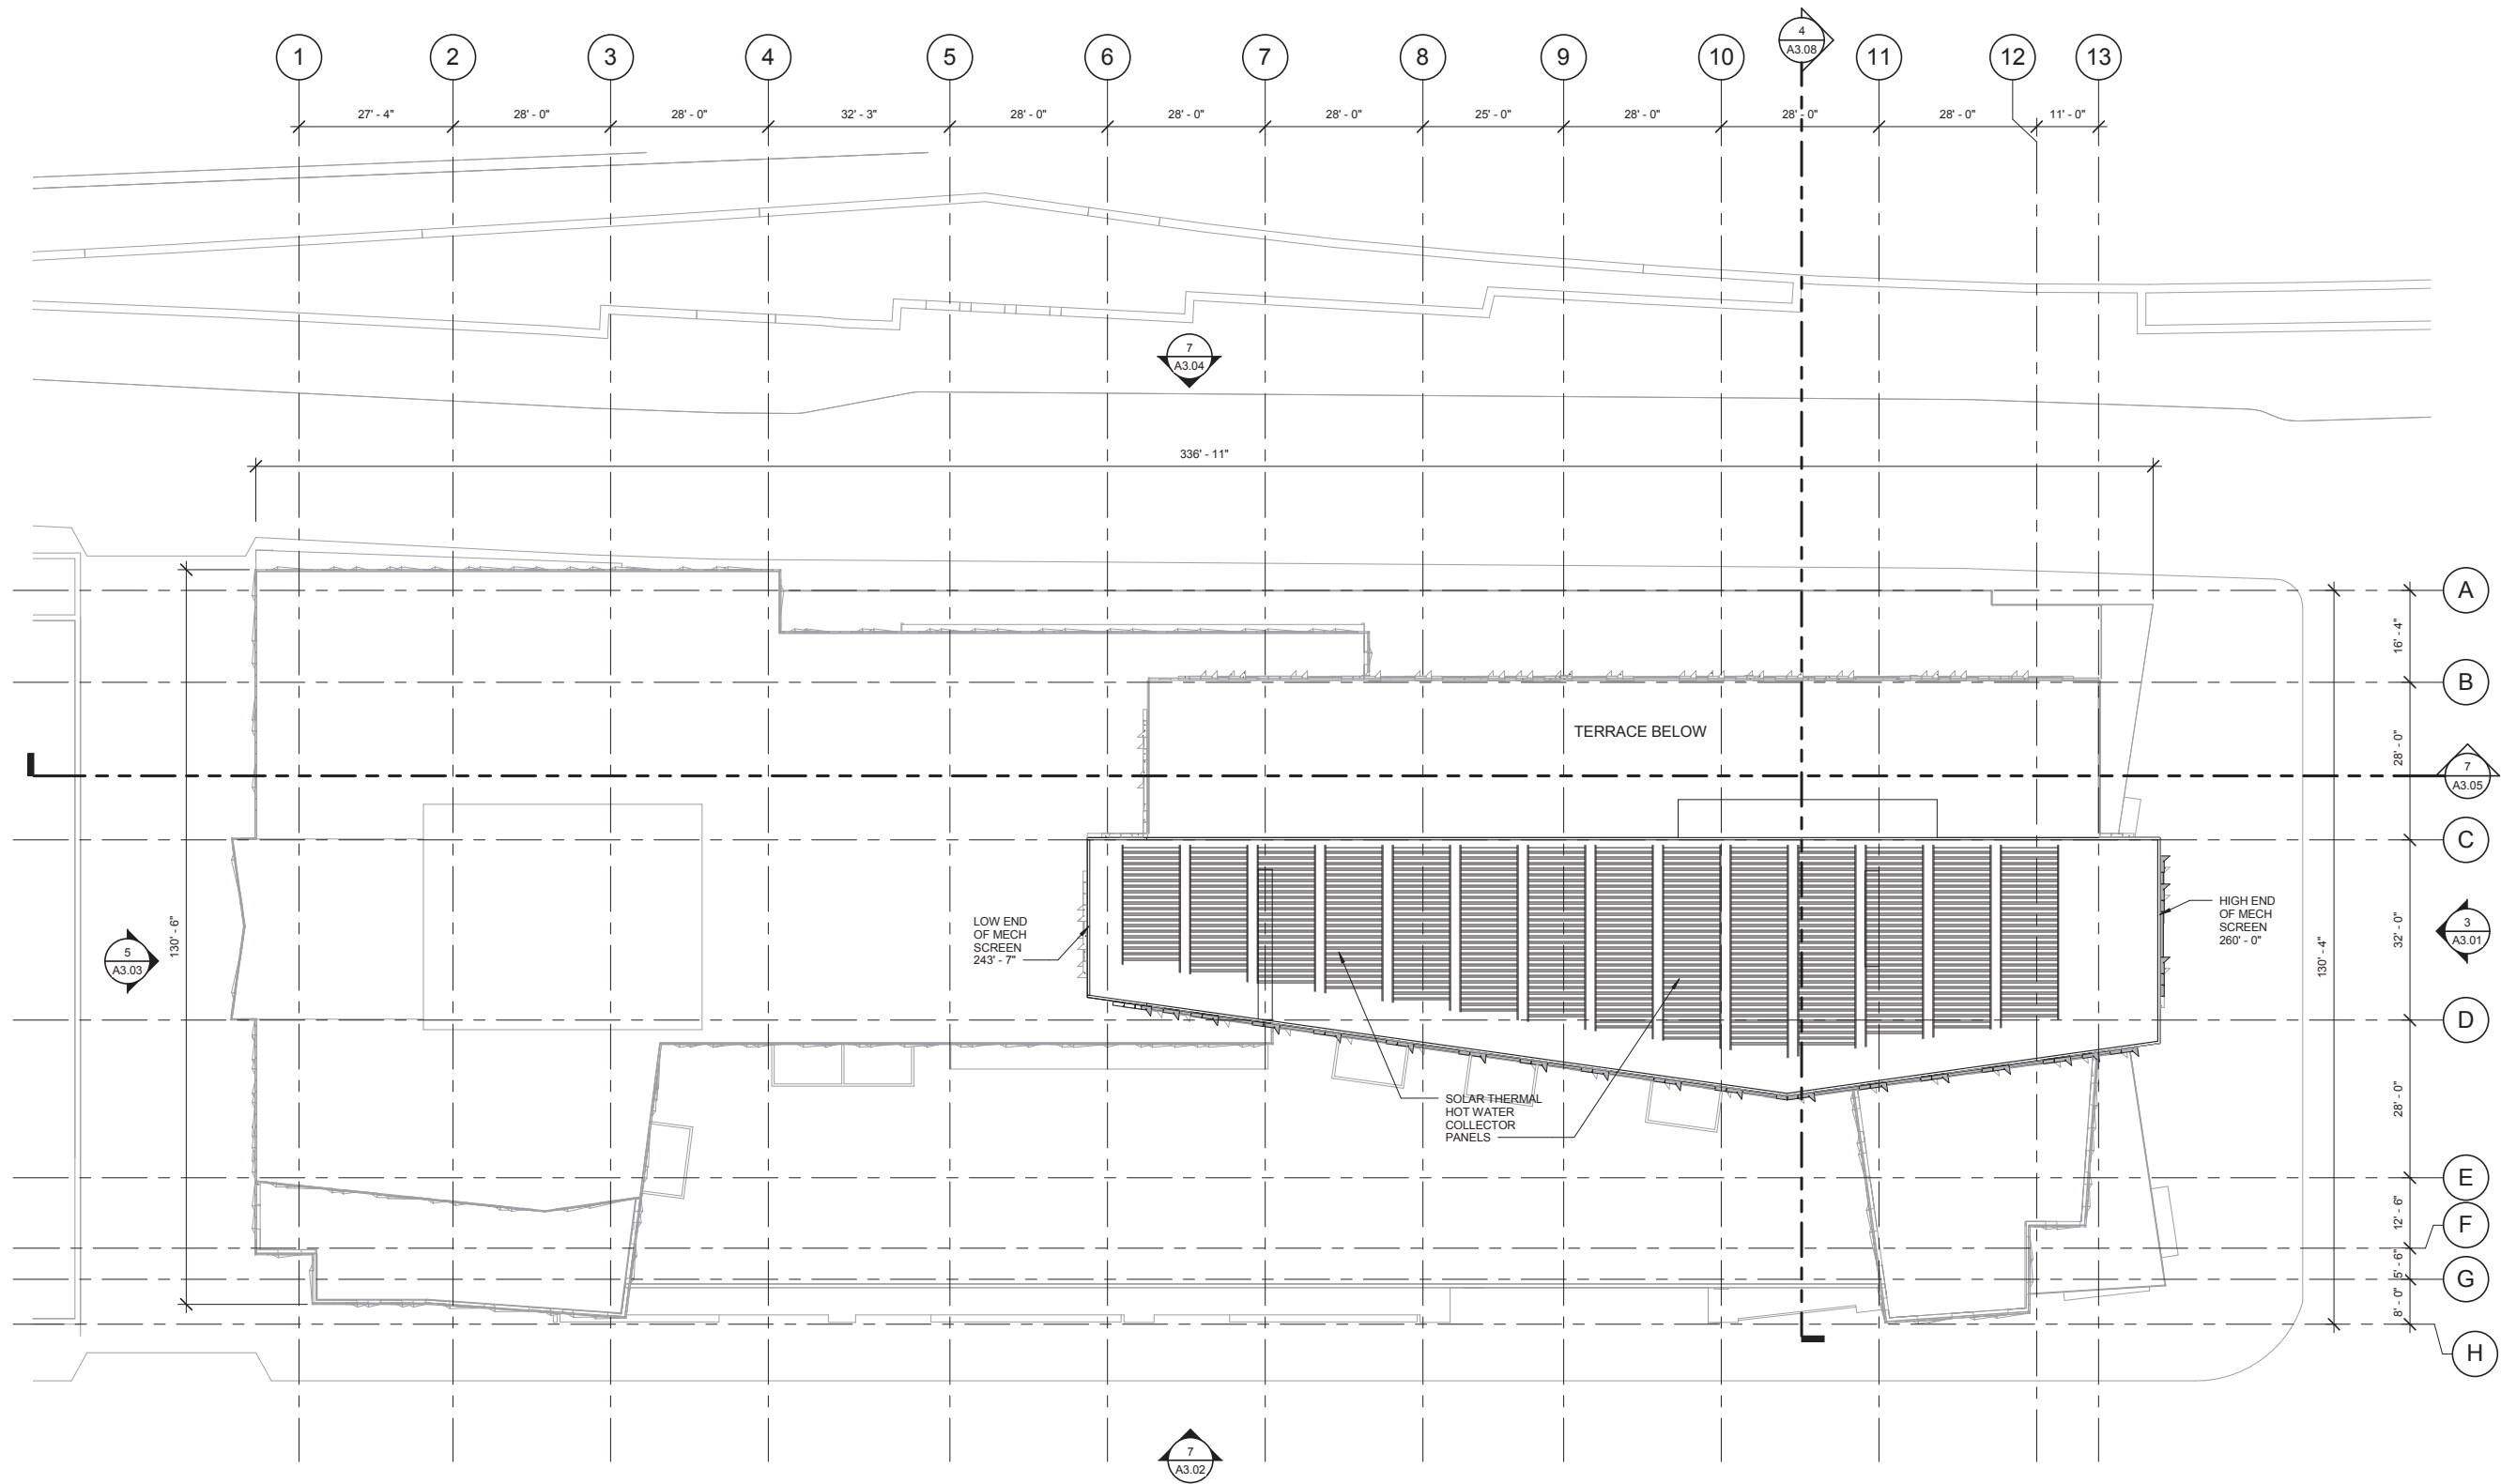 4
A3.08
1
2
3
4
5
6
7
8
9
10
11
12
13
27' - 4"
28' - 0"
28' - 0"
32' - 3"
28' - 0"
28' - 0"
28' - 0"
25' - 0"
28' - 0"
28' - 0"
28' - 0"
11' - 0"
7
A3.04
336' - 11"
A
16' - 4"
B
TERRACE BELOW
28' - 0"
7
A3.05
C
LOW END
OF MECH
SCREEN
243' - 7"
HIGH END
OF MECH
SCREEN
260' - 0"
5
A3.03
130' - 6"
32' - 0"
3
A3.01
130' - 4"
D
SOLAR THERMAL
HOT WATER
COLLECTOR
PANELS
28' - 0"
E
12' - 6"
F
5' - 6"
G
8' - 0"
H
7
A3.02